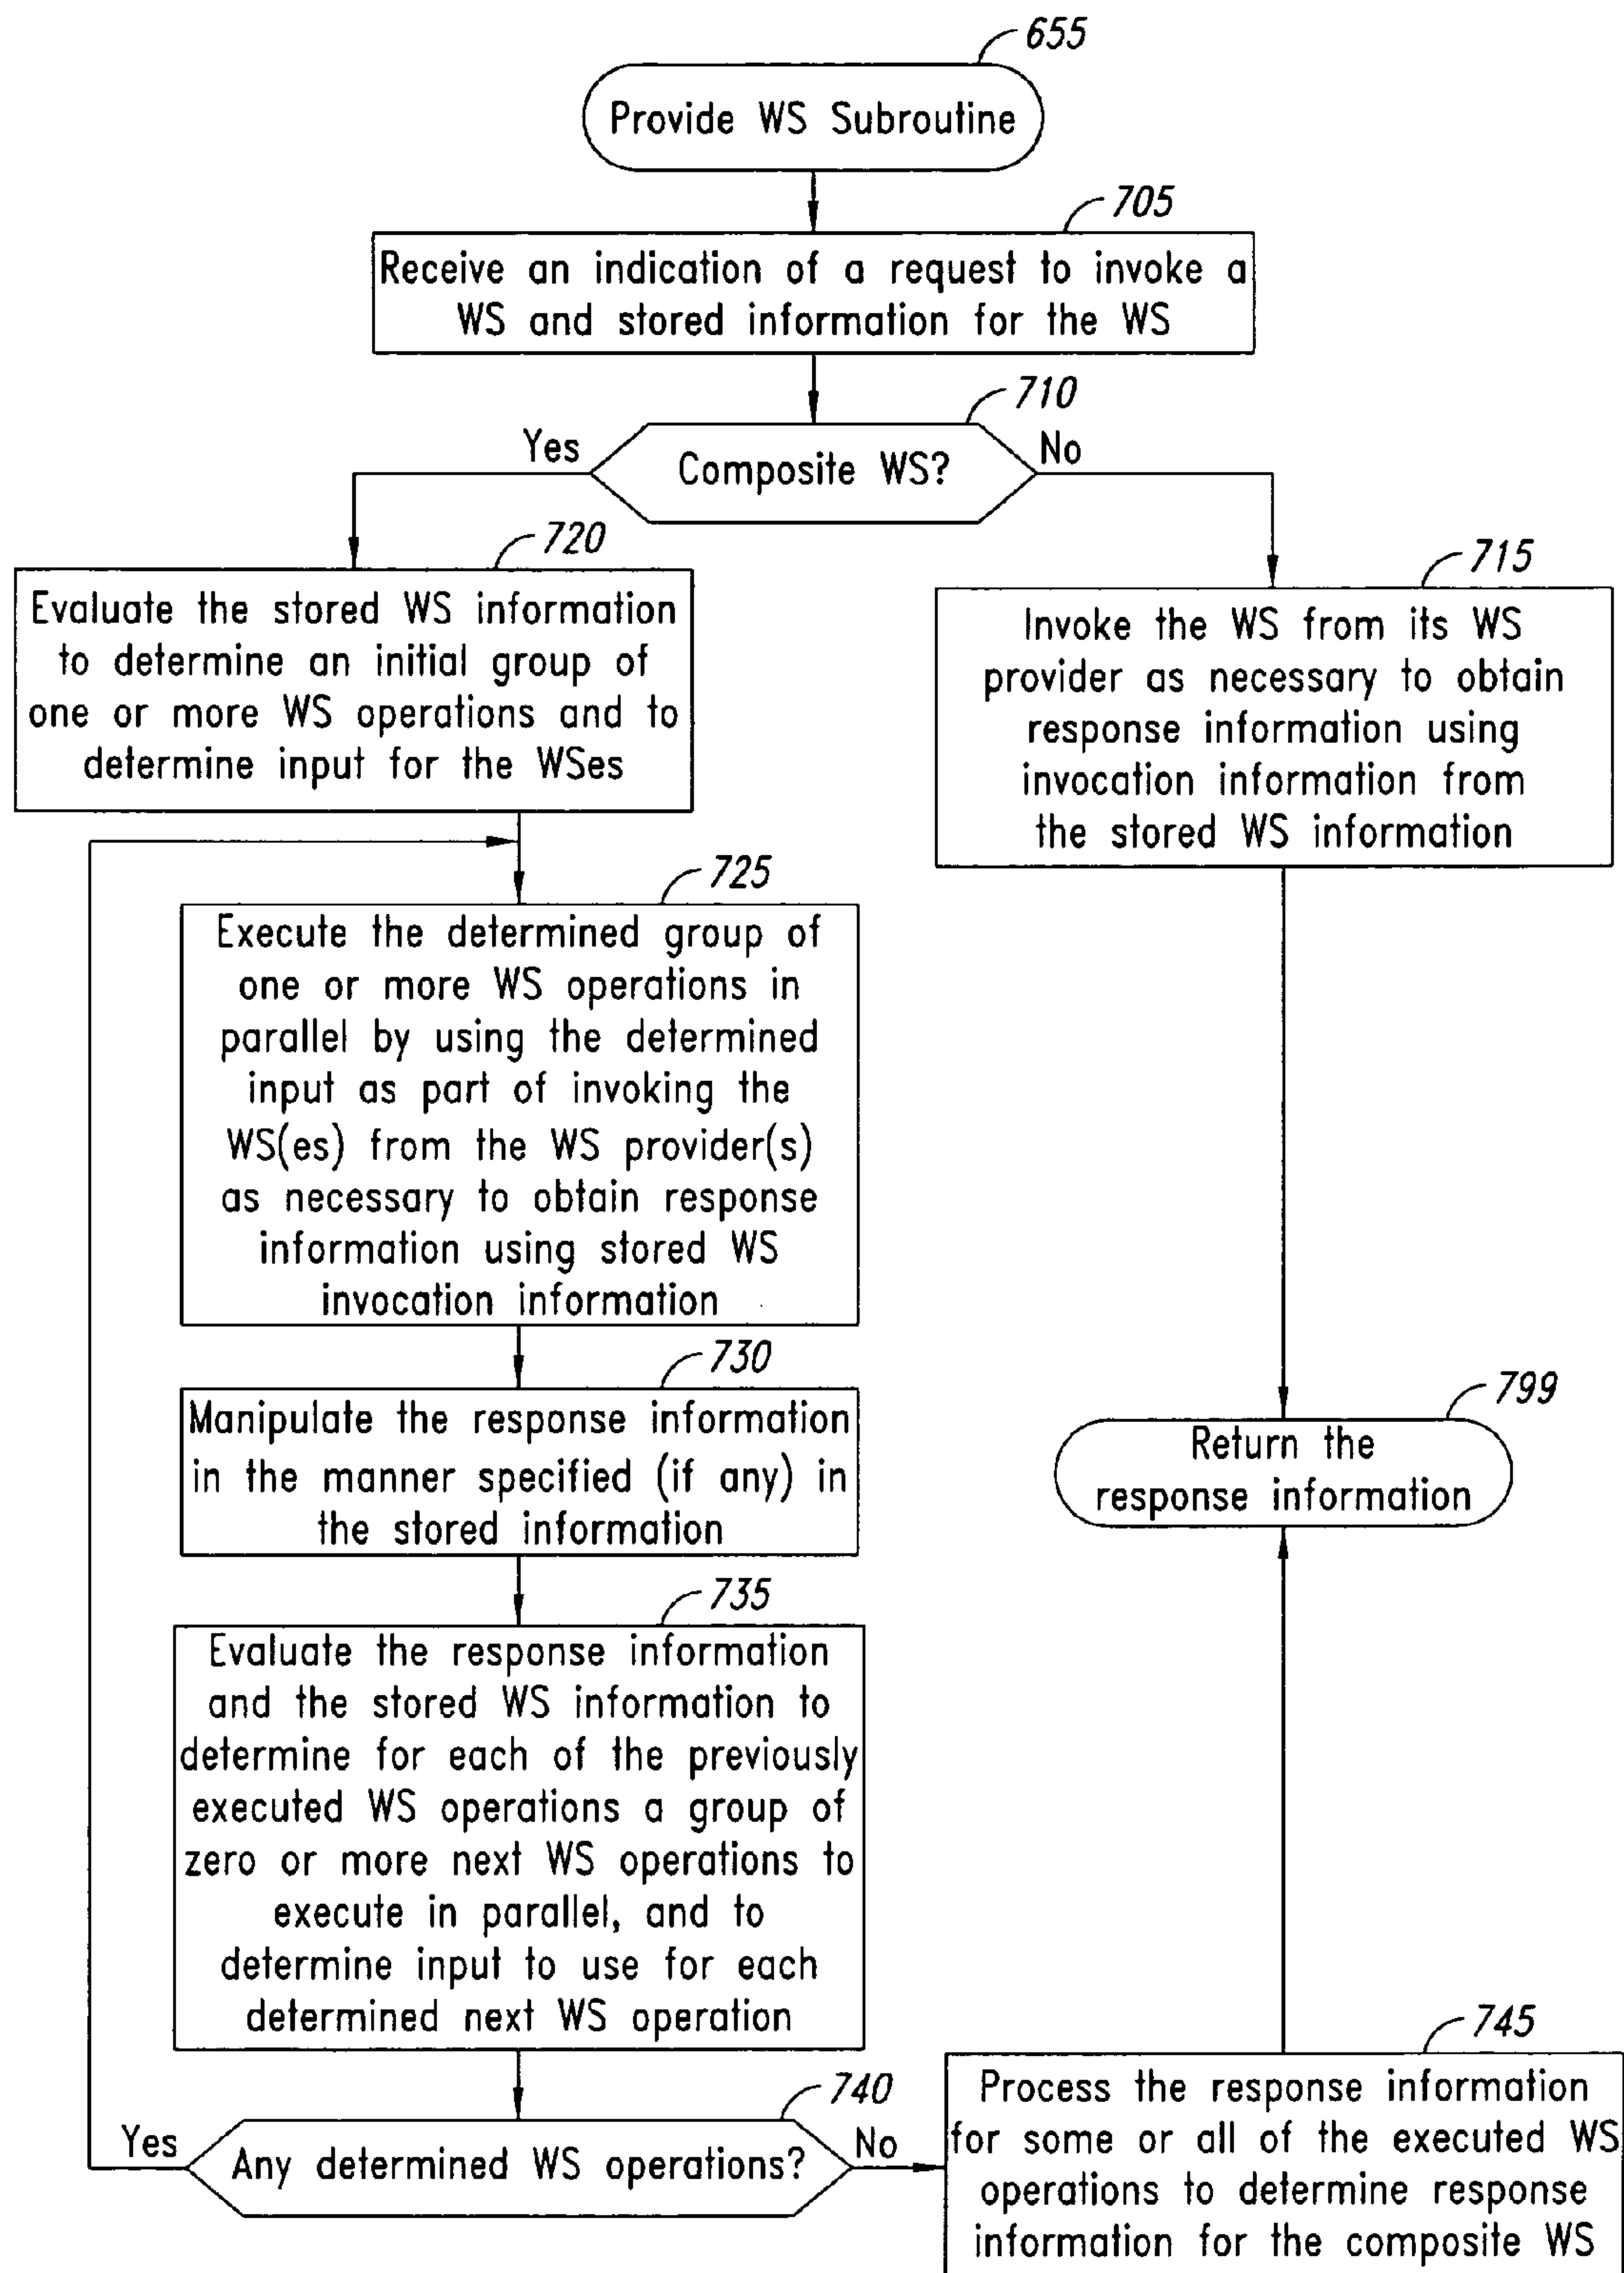 655
Provide WS Subroutine
705
Receive an indication of a request to invoke a
WS and stored information for the WS
710
Yes
Composite WS?
No
720
Evaluate the stored WS information
to determine an initial group of
one or more WS operations and to
determine input for the WSes
715
Invoke the WS from its WS
provider as necessary to obtain
response information using
invocation information from
the stored WS information
725
Execute the determined group of
one or more WS operations in
parallel by using the determined
input as part of invoking the
WS(es) from the WS provider(s)
as necessary to obtain response
information using stored WS
invocation information
730
Manipulate the response information
in the manner specified (if any) in
the stored information
799
Return the
response information
735
Evaluate the response information
and the stored WS information to
determine for each of the previously
executed WS operations a group of
zero or more next WS operations to
execute in parallel, and to
determine input to use for each
determined next WS operation
740
Yes
Any determined WS operations?
No
745
Process the response information
for some or all of the executed WS
operations to determine response
information for the composite WS